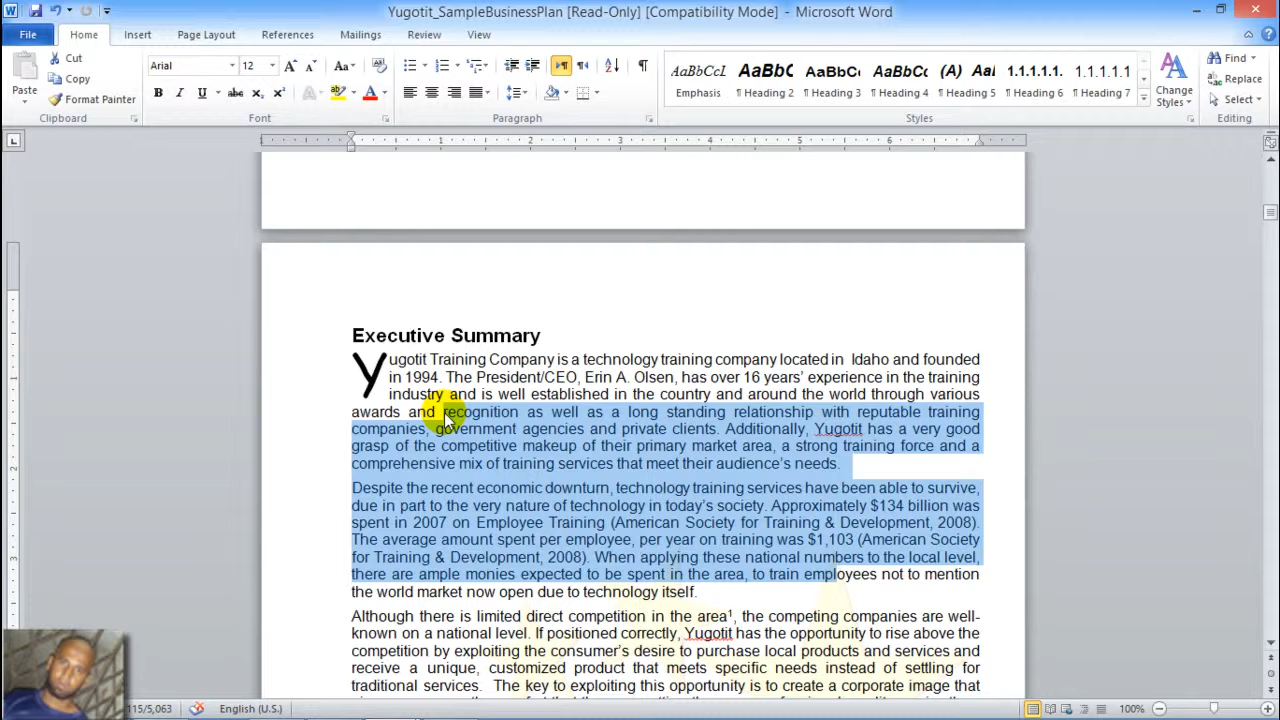 Yugotit_SampleBusinessPlan [Read-Only] [Compatibility Mode] - Microsoft Word
File Home Insert Page Layout References Mailings Review View
Cut
Copy
Format Painter
Paste
Clipboard
Arial 12
Font
Paragraph
AaBbCcI AaBbC AaBbCc AaBbCc (A) Aal 1.1.1.1.1. 1.1.1.1.1
Emphasis ¶ Heading 2 ¶ Heading 3 ¶ Heading 4 ¶ Heading 5 ¶ Heading 6 ¶ Heading 7
Change Styles
Styles
Find
Replace
Select
Editing
1 2 3 4 5 6
Executive Summary
Yugotit Training Company is a technology training company located in Idaho and founded
in 1994. The President/CEO, Erin A. Olsen, has over 16 years' experience in the training
industry and is well established in the country and around the world through various
awards and recognition as well as a long standing relationship with reputable training
companies, government agencies and private clients. Additionally, Yugotit has a very good
grasp of the competitive makeup of their primary market area, a strong training force and a
comprehensive mix of training services that meet their audience's needs.
Despite the recent economic downturn, technology training services have been able to survive,
due in part to the very nature of technology in today's society. Approximately $134 billion was
spent in 2007 on Employee Training (American Society for Training & Development, 2008).
The average amount spent per employee, per year on training was $1,103 (American Society
for Training & Development, 2008). When applying these national numbers to the local level,
there are ample monies expected to be spent in the area, to train employees not to mention
the world market now open due to technology itself.
Although there is limited direct competition in the area¹, the competing companies are well-
known on a national level. If positioned correctly, Yugotit has the opportunity to rise above the
competition by exploiting the consumer's desire to purchase local products and services and
receive a unique, customized product that meets specific needs instead of settling for
traditional services. The key to exploiting this opportunity is to create a corporate image that
115/5,063 English (U.S.) 100%